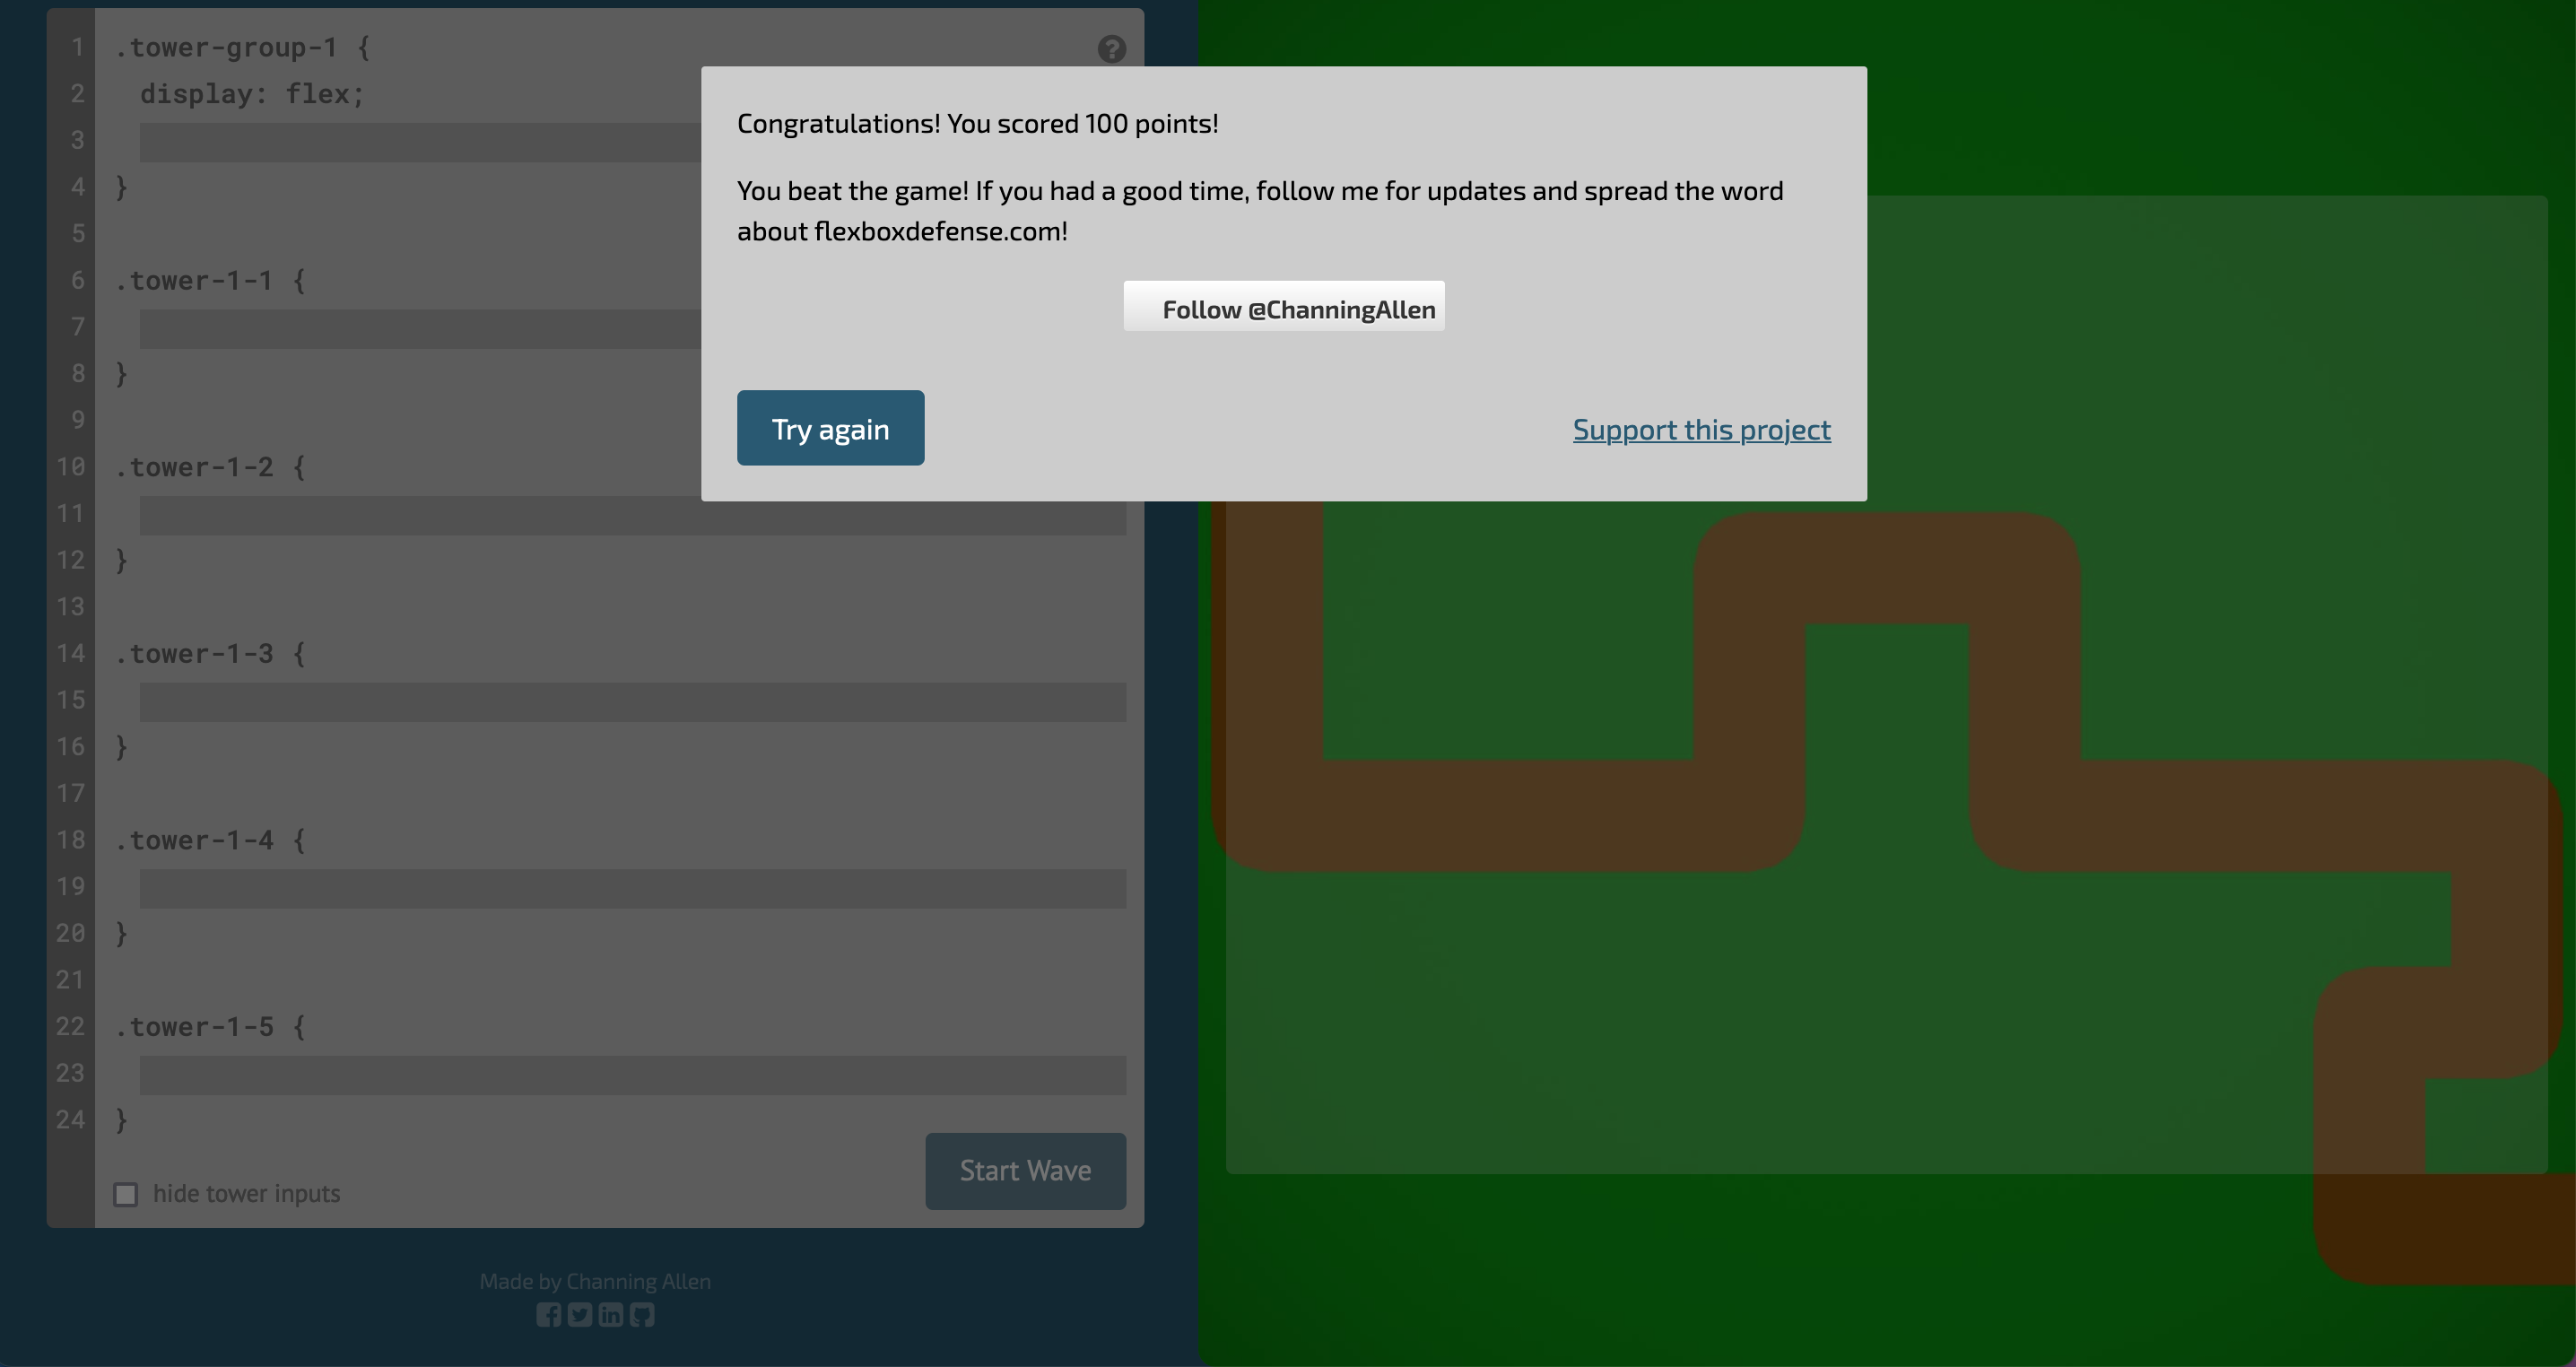 1 .tower-group-1 {
2 display: flex;
3
4 }
5
6 .tower-1-1 {
7
8 }
9
10 .tower-1-2 {
11
12 }
13
14 .tower-1-3 {
15
16 }
17
18 .tower-1-4 {
19
20 }
21
22 .tower-1-5 {
23
24 }
hide tower inputs
Start Wave
Made by Channing Allen
?
Congratulations! You scored 100 points!
You beat the game! If you had a good time, follow me for updates and spread the word
about flexboxdefense.com!
Follow @ChanningAllen
Try again
Support this project